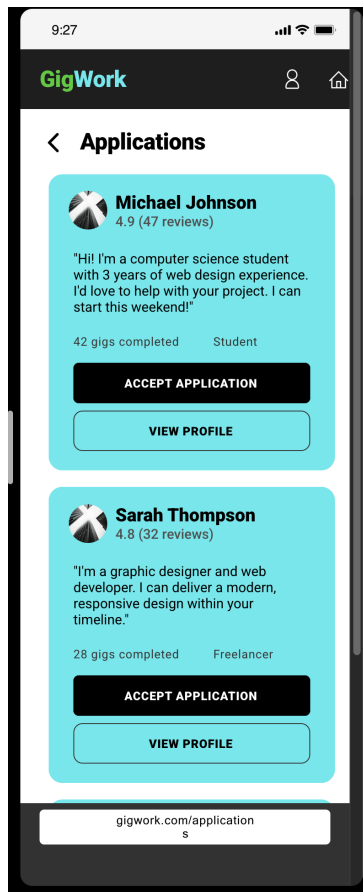 9:27
GigWork
Applications
Michael Johnson
4.9 (47 reviews)
"Hi! I'm a computer science student
with 3 years of web design experience.
I'd love to help with your project. I can
start this weekend!"
42 gigs completed Student
ACCEPT APPLICATION
VIEW PROFILE
Sarah Thompson
4.8 (32 reviews)
"I'm a graphic designer and web
developer. I can deliver a modern,
responsive design within your
timeline."
28 gigs completed Freelancer
ACCEPT APPLICATION
VIEW PROFILE
gigwork.com/application
s